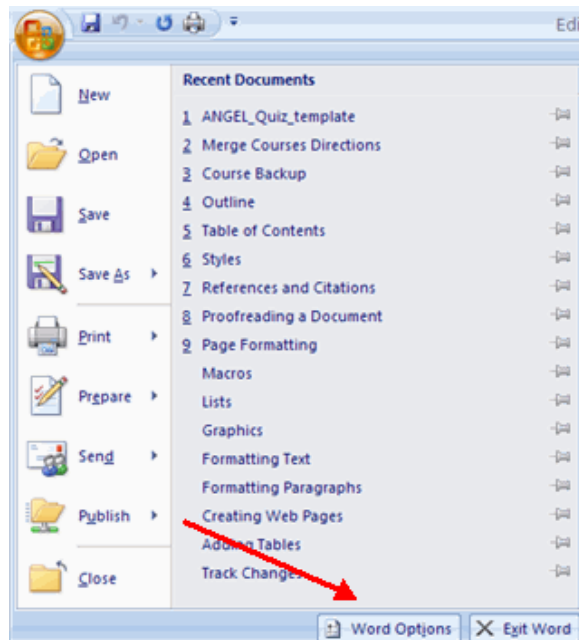 Edi
New
Open
Save
Save As
Print
Prepare
Send
Publish
Close
Recent Documents
1 ANGEL_Quiz_template
2 Merge Courses Directions
3 Course Backup
4 Outline
5 Table of Contents
6 Styles
7 References and Citations
8 Proofreading a Document
9 Page Formatting
Macros
Lists
Graphics
Formatting Text
Formatting Paragraphs
Creating Web Pages
Adding Tables
Track Changes
Word Options
Exit Word